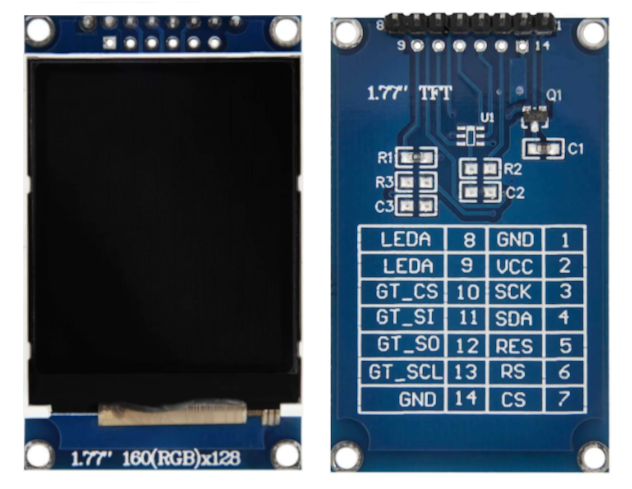 1.77" 160(RGB)x128
8 1
9 14
1.77" TFT
Q1
U1
C1
R1
R2
R3
C2
C3
LEDA 8 GND 1
LEDA 9 VCC 2
GT_CS 10 SCK 3
GT_SI 11 SDA 4
GT_SO 12 RES 5
GT_SCL 13 RS 6
GND 14 CS 7